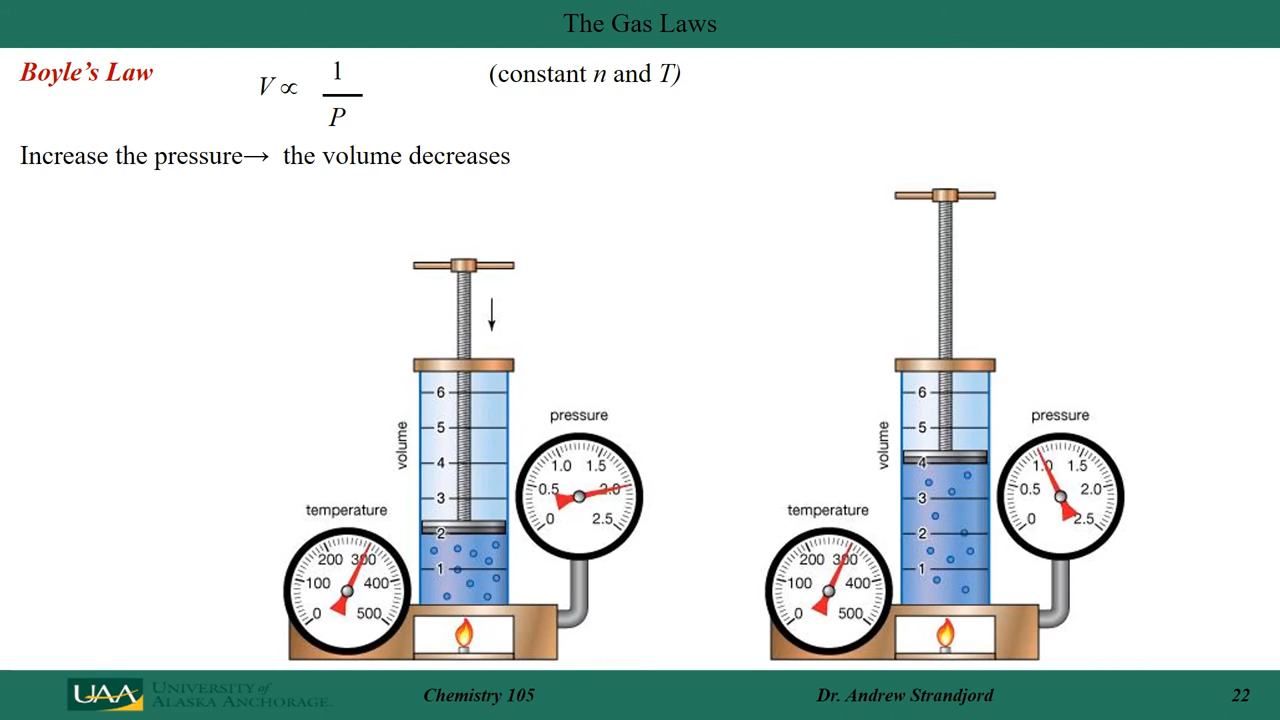 The Gas Laws
Boyle’s Law
V ∝ 1
P
(constant n and T)
Increase the pressure→ the volume decreases
6
5
4
3
2
1
volume
pressure
0
0.5
1.0
1.5
2.0
2.5
temperature
0
100
200
300
400
500
6
5
4
3
2
1
volume
pressure
0
0.5
1.0
1.5
2.0
2.5
temperature
0
100
200
300
400
500
UAA
UNIVERSITY of
ALASKA ANCHORAGE.
Chemistry 105
Dr. Andrew Strandjord
22